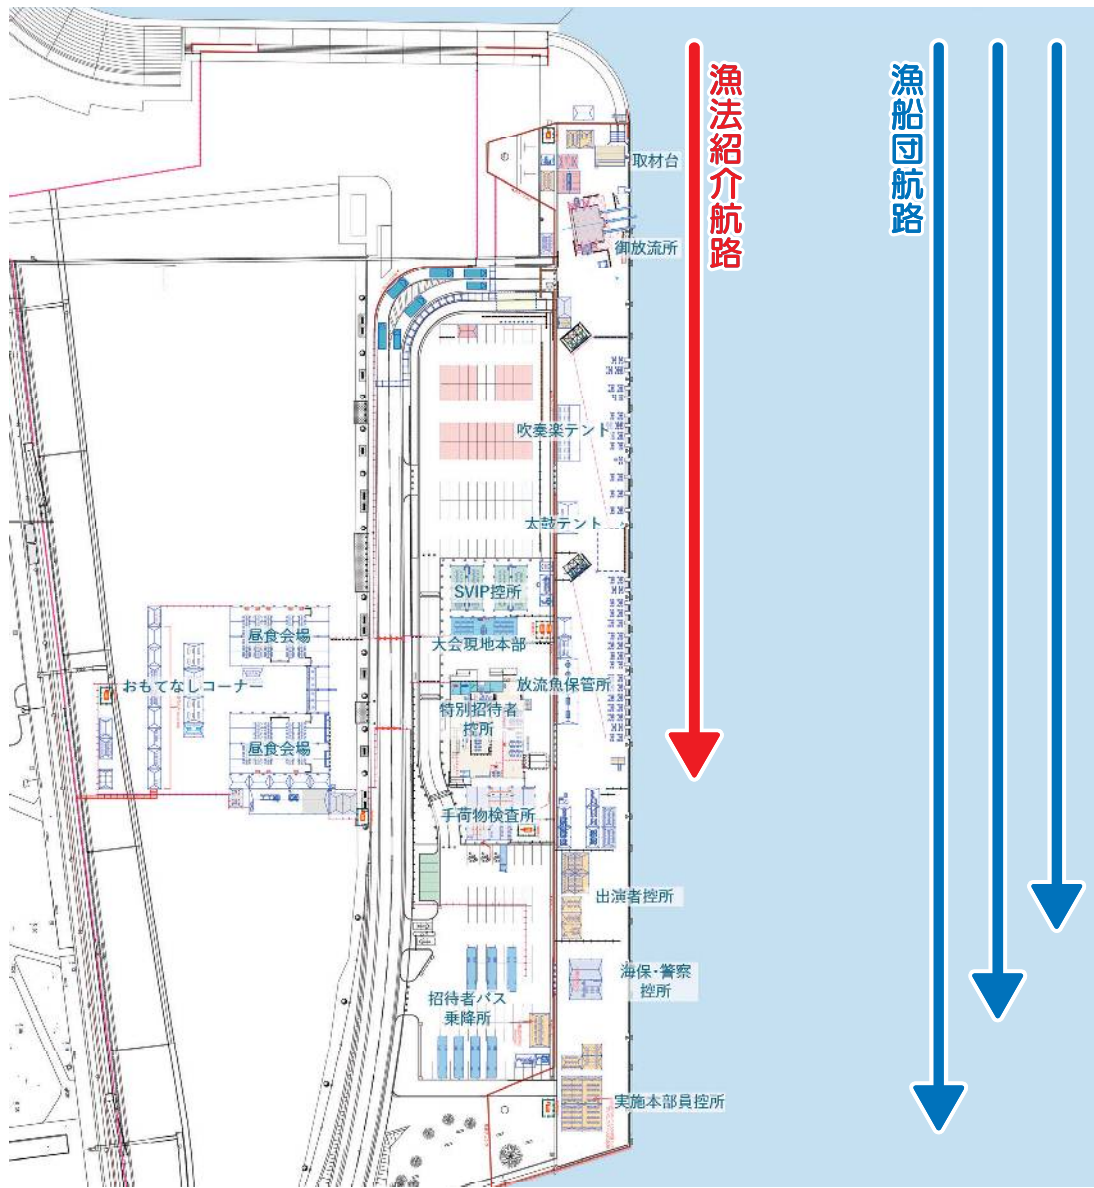 漁法紹介航路
漁船団航路
取材台
御放流所
吹奏楽テント
太鼓テント
SVIP控所
大会現地本部
昼食会場
おもてなしコーナー
放流魚保管所
特別招待者
控所
昼食会場
手荷物検査所
出演者控所
海保・警察
控所
招待者バス
乗降所
実施本部員控所